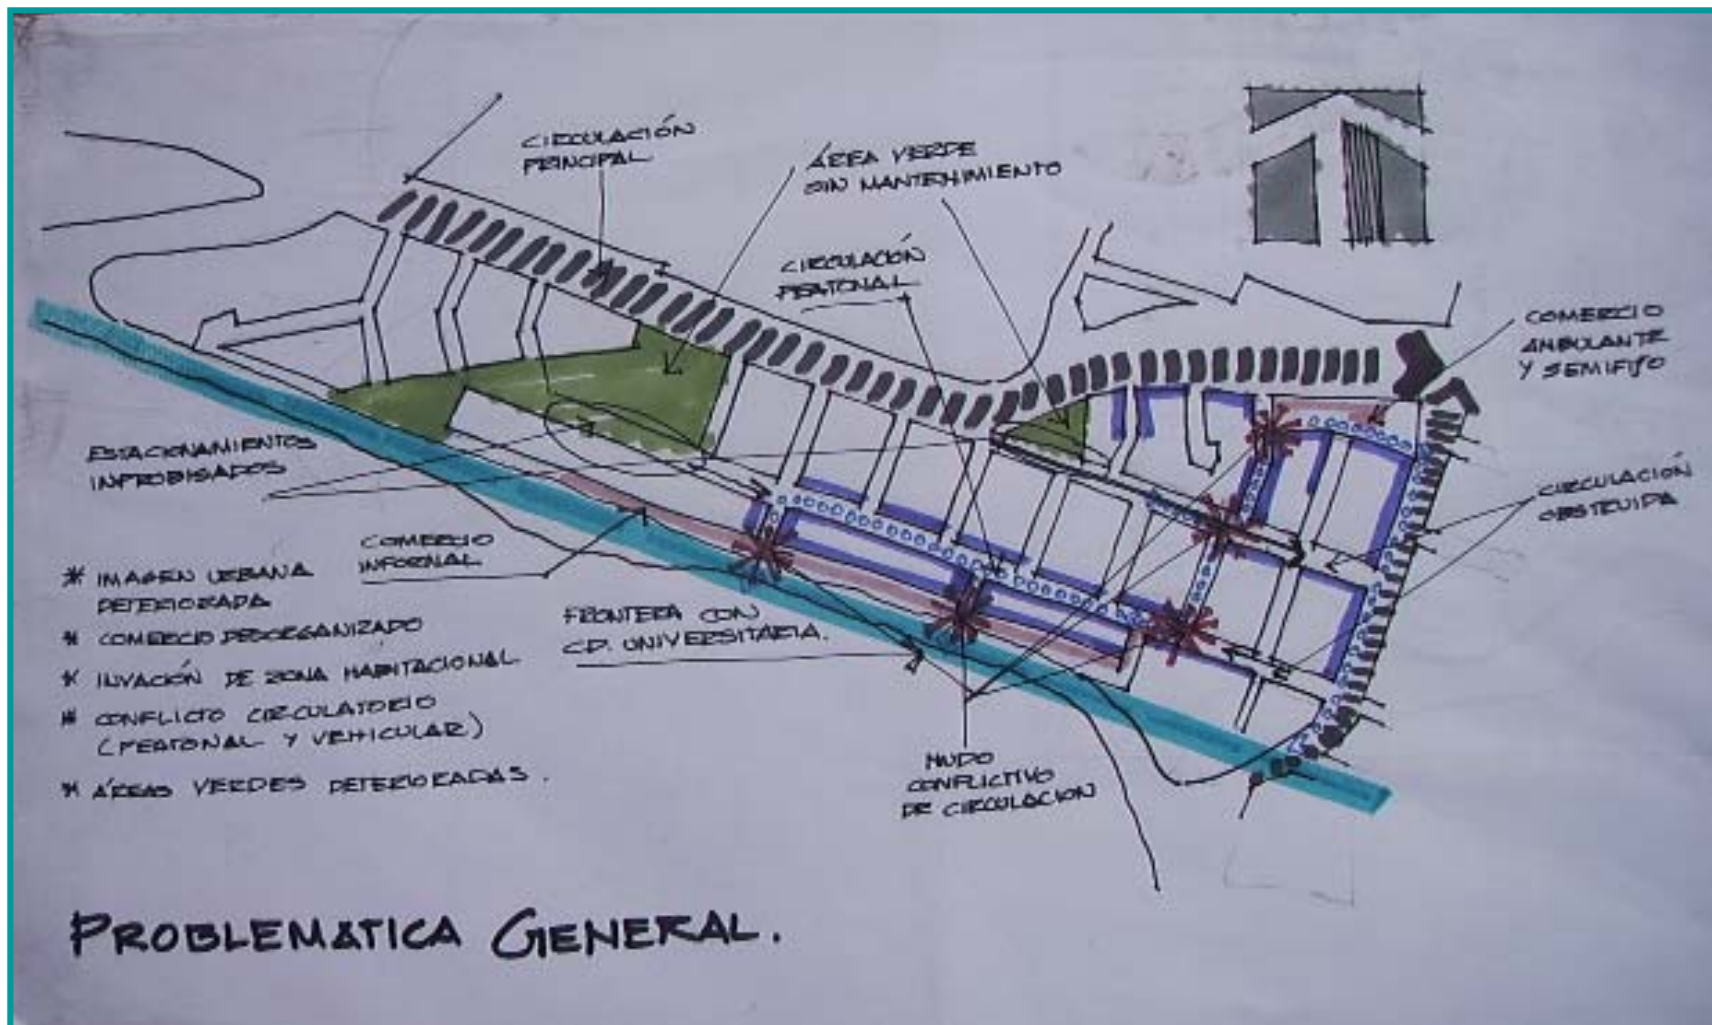 CIRCULACIÓN
PRINCIPAL
ÁREA VERDE
SIN MANTENIMIENTO
CIRCULACIÓN
PEATONAL
COMERCIO
AMBULANTE
Y SEMIFIJO
ESTACIONAMIENTOS
INPROBISADOS
CIRCULACIÓN
OBSTRUIDA
COMERCIO
INFORMAL
FRONTERA CON
CD. UNIVERSITARIA.
* IMAGEN URBANA
DETERIORADA
* COMERCIO DESORGANIZADO
* INVACIÓN DE ZONA HABITACIONAL
* CONFLICTO CIRCULATORIO
(PEATONAL Y VEHICULAR)
* ÁREAS VERDES DETERIORADAS.
NUDO
CONFLICTIVO
DE CIRCULACION
PROBLEMATICA GENERAL.